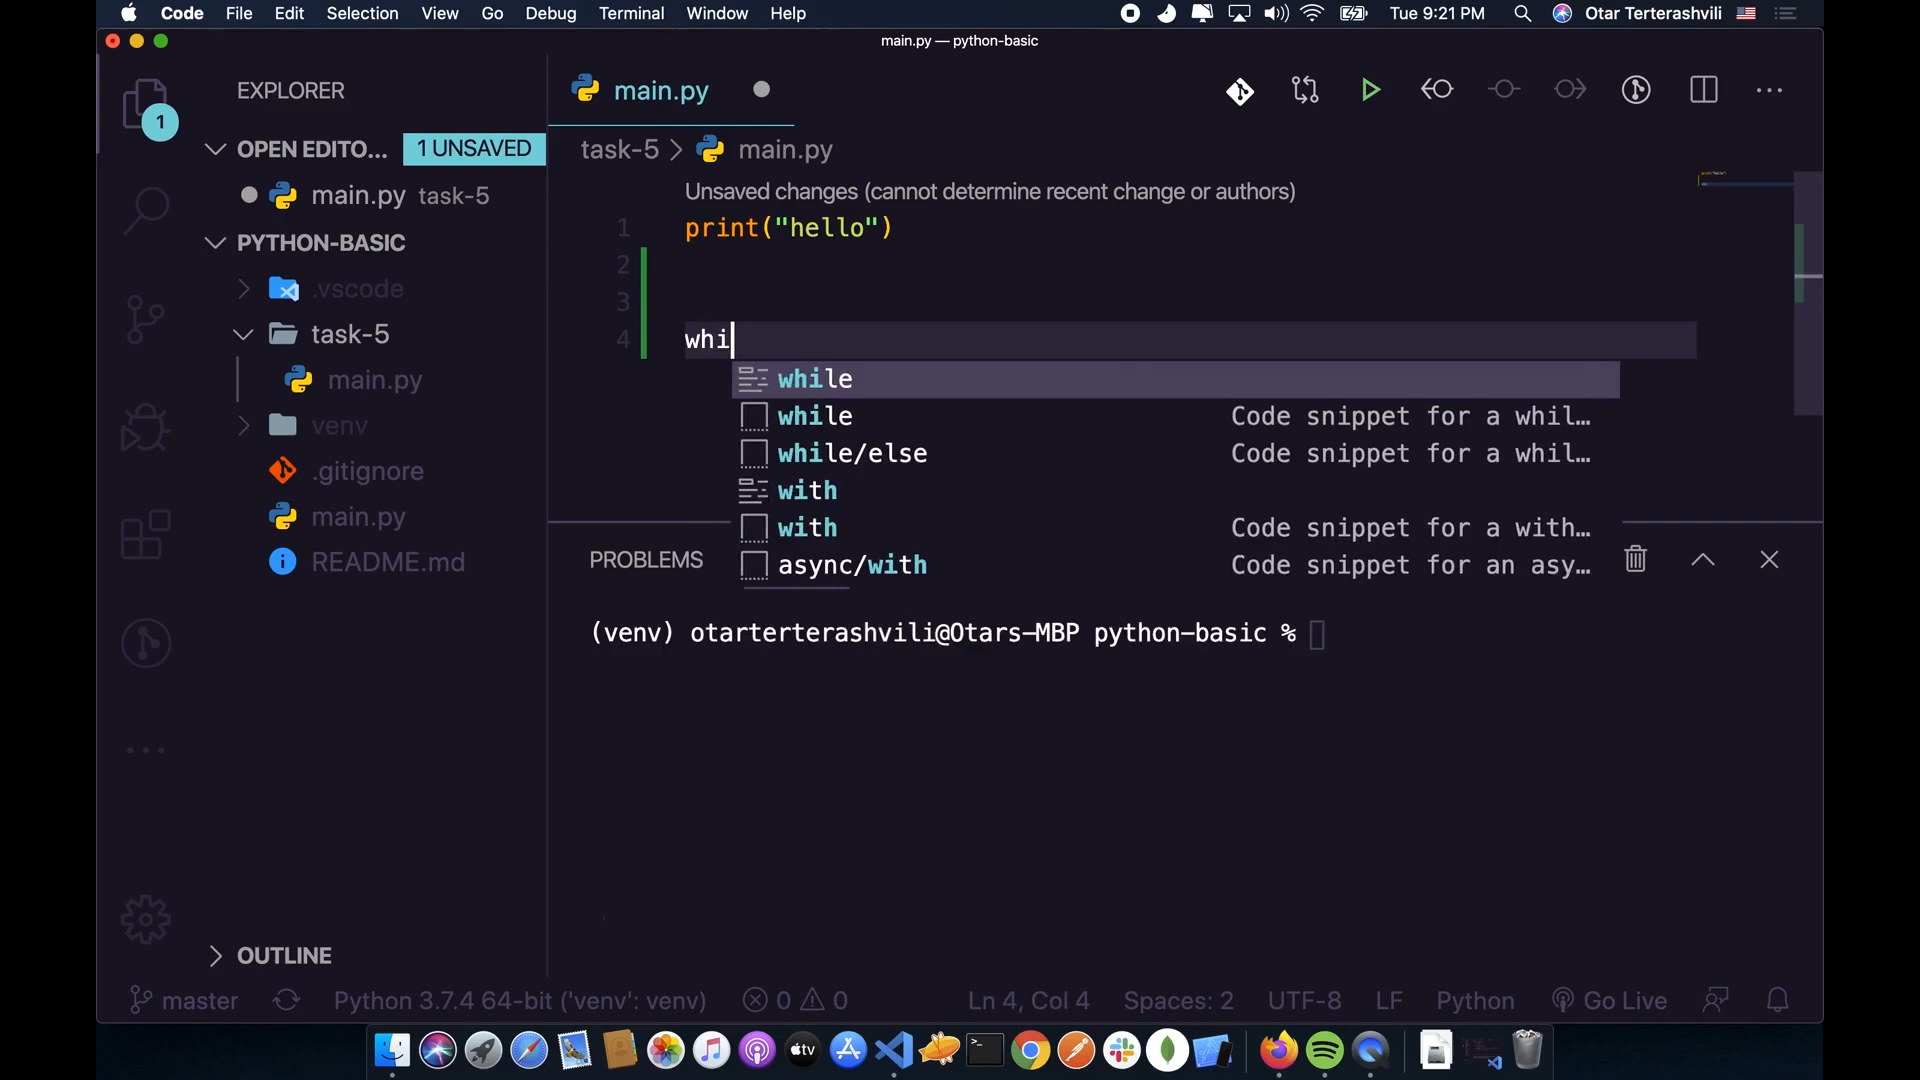 Code File Edit Selection View Go Debug Terminal Window Help Tue 9:21 PM Otar Terterashvili
main.py — python-basic
EXPLORER
1
OPEN EDITO... 1 UNSAVED
main.py task-5
PYTHON-BASIC
.vscode
task-5
main.py
venv
.gitignore
main.py
README.md
OUTLINE
main.py
task-5 > main.py
Unsaved changes (cannot determine recent change or authors)
1 print("hello")
2
3
4 whi
while
while Code snippet for a whil…
while/else Code snippet for a whil…
with
with Code snippet for a with…
async/with Code snippet for an asy…
PROBLEMS
(venv) otarterterashvili@Otars-MBP python-basic %
master Python 3.7.4 64-bit ('venv': venv) 0 0 Ln 4, Col 4 Spaces: 2 UTF-8 LF Python Go Live
tv